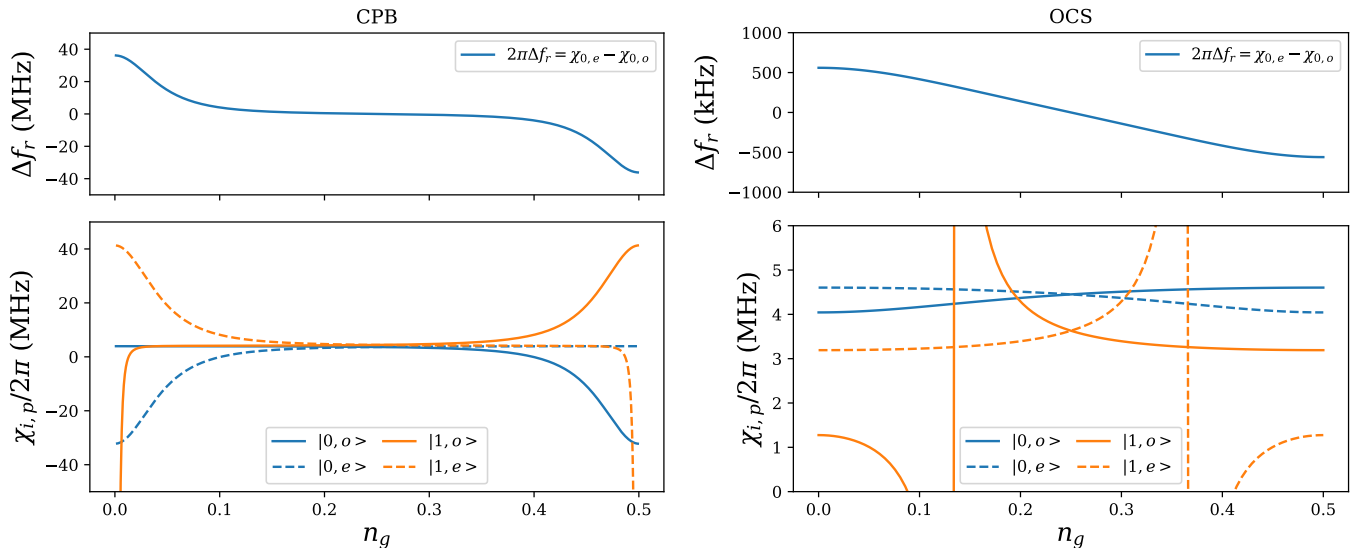 CPB
Δf_r (MHz)
40
20
0
−20
−40
2πΔf_r = χ_{0,e} − χ_{0,o}
χ_{i,p}/2π (MHz)
40
20
0
−20
−40
|0, o >
|0, e >
|1, o >
|1, e >
0.0 0.1 0.2 0.3 0.4 0.5
n_g
OCS
Δf_r (kHz)
1000
500
0
−500
−1000
2πΔf_r = χ_{0,e} − χ_{0,o}
χ_{i,p}/2π (MHz)
6
5
4
3
2
1
0
|0, o >
|0, e >
|1, o >
|1, e >
0.0 0.1 0.2 0.3 0.4 0.5
n_g